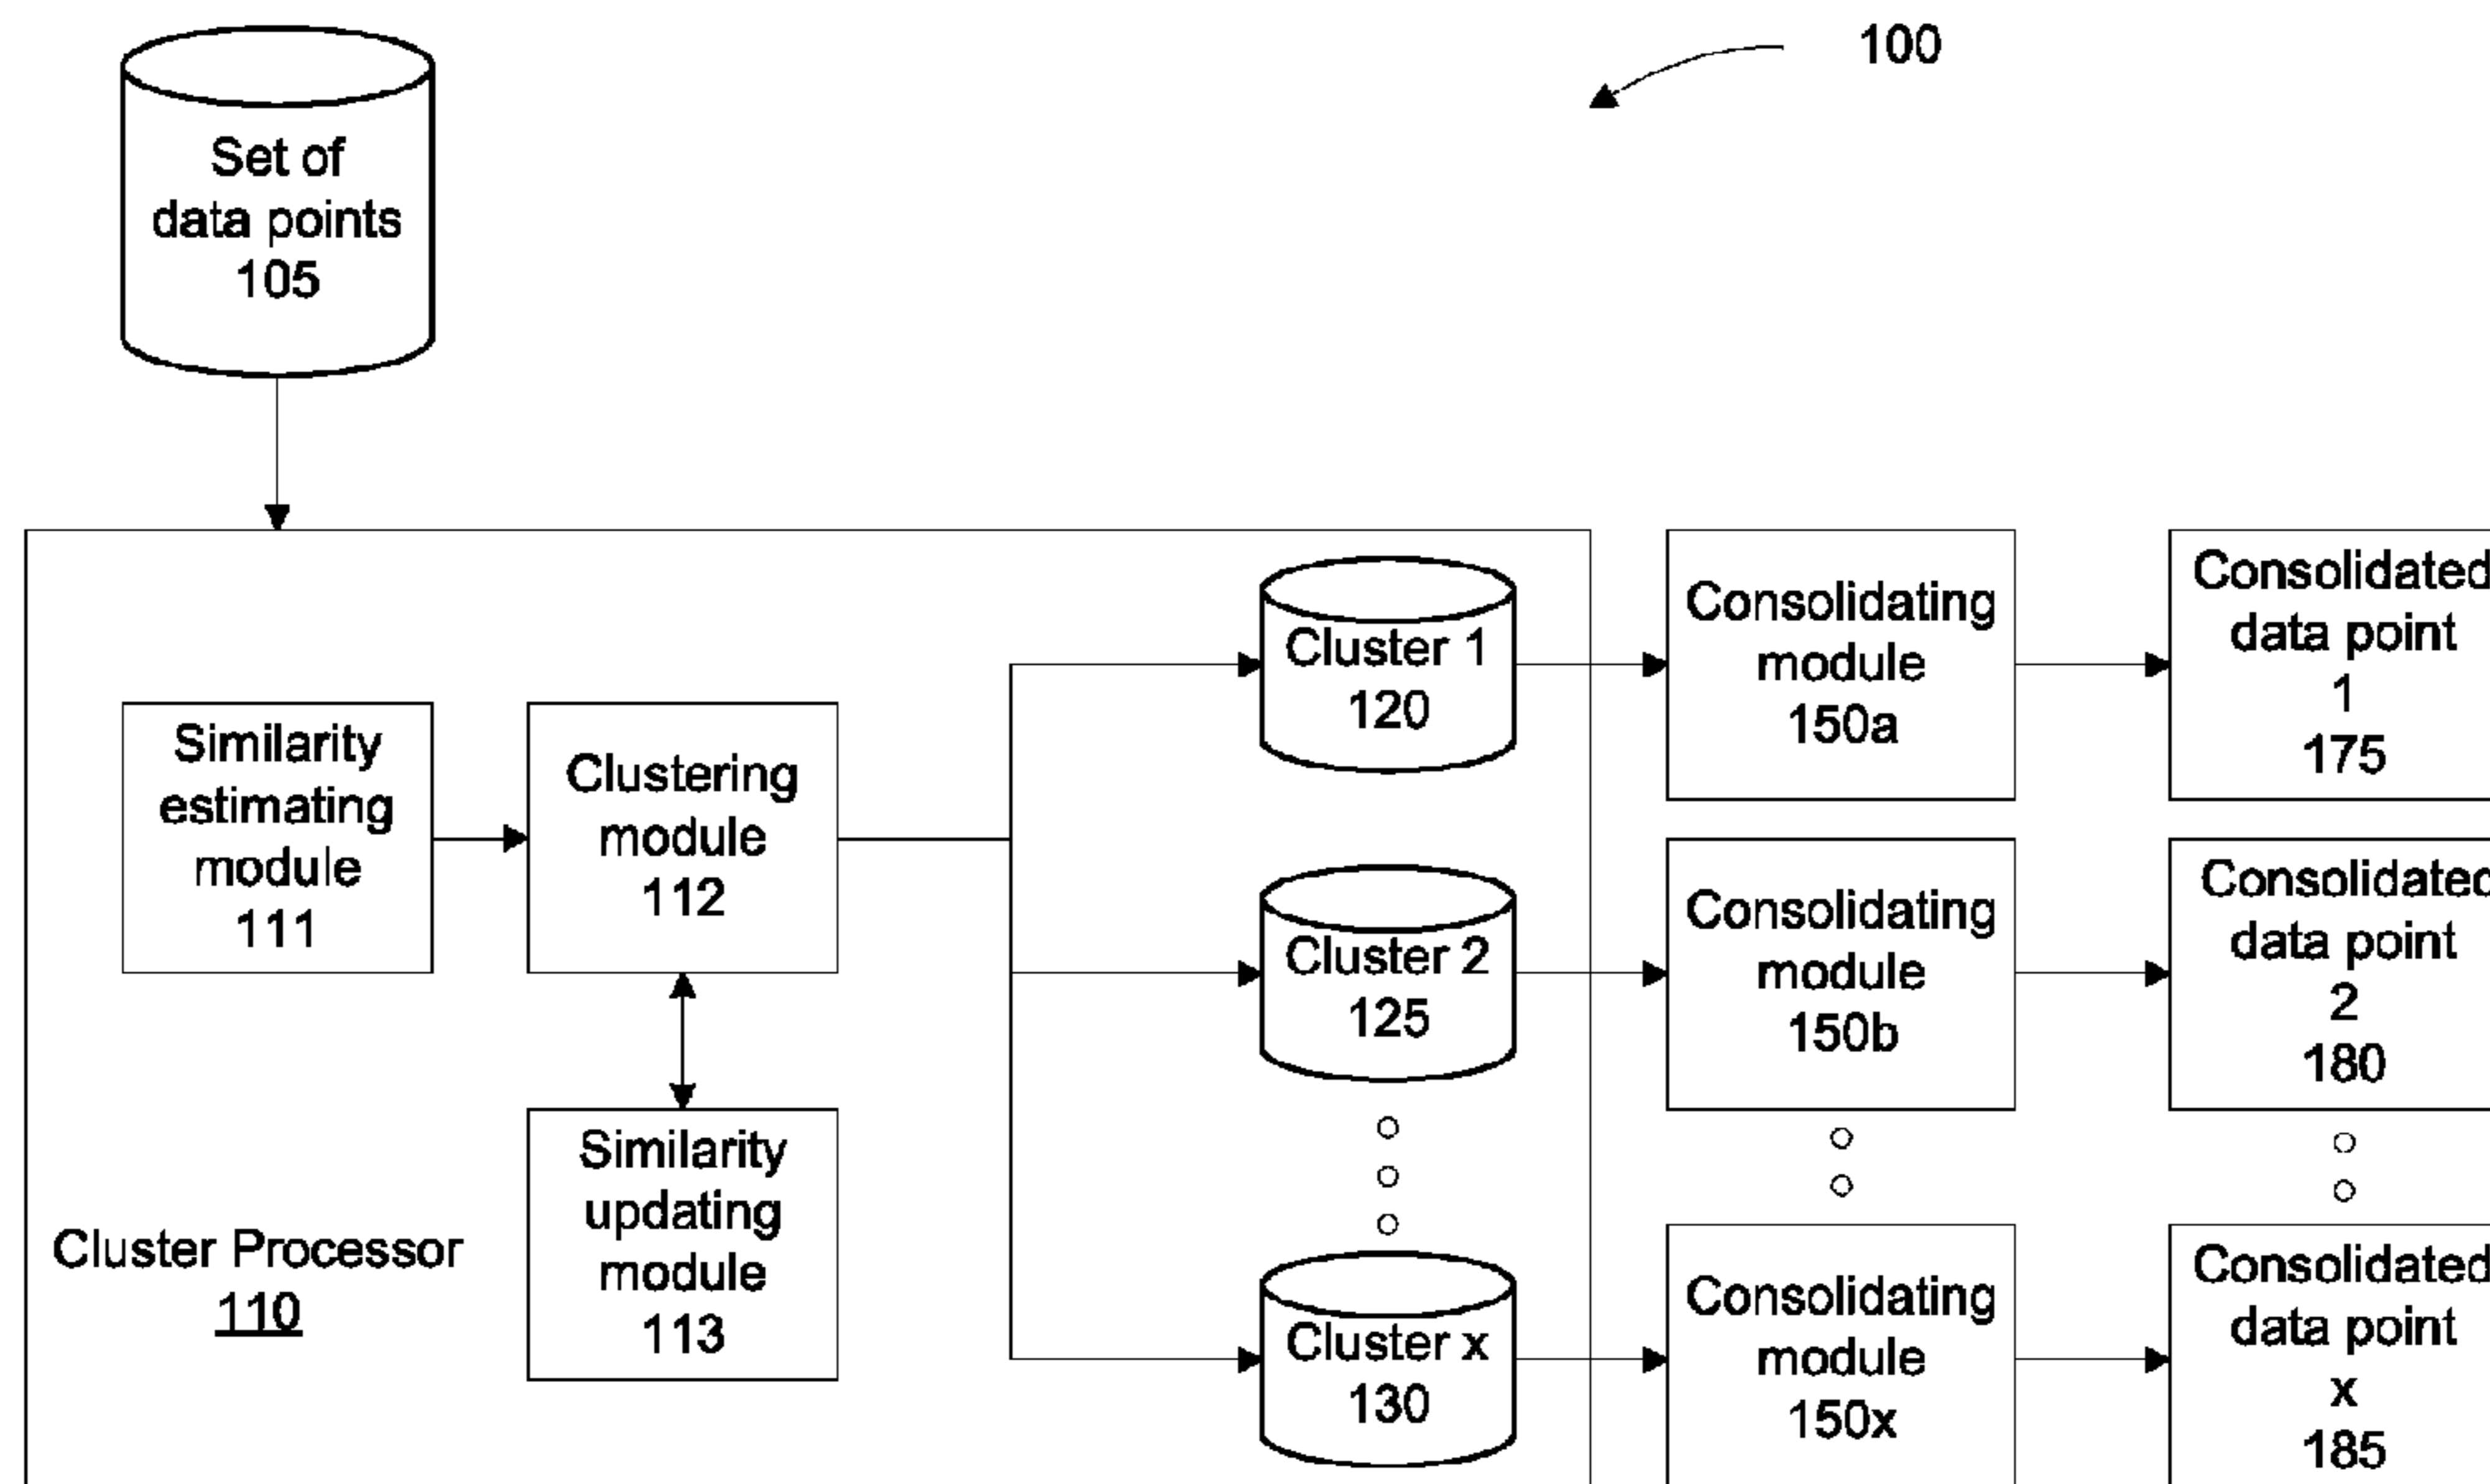 100
Set of
data points
105
Cluster 1
120
Consolidating
module
150a
Consolidated
data point
1
175
Similarity
estimating
module
111
Clustering
module
112
Cluster 2
125
Consolidating
module
150b
Consolidated
data point
2
180
Similarity
updating
module
113
Cluster Processor
110
Cluster x
130
Consolidating
module
150x
Consolidated
data point
x
185